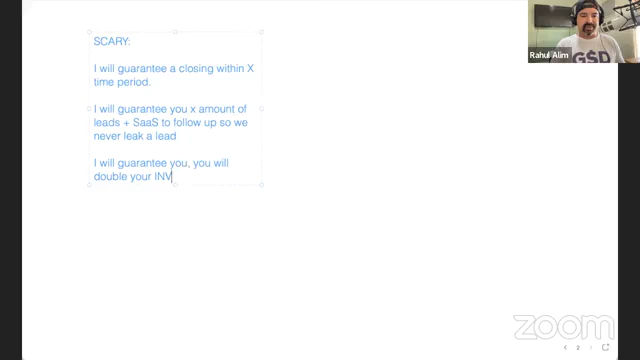 SCARY:
I will guarantee a closing within X
time period.
I will guarantee you x amount of
leads + SaaS to follow up so we
never leak a lead
I will guarantee you, you will
double your INV
Rahul Alim
G$D
zoom
2